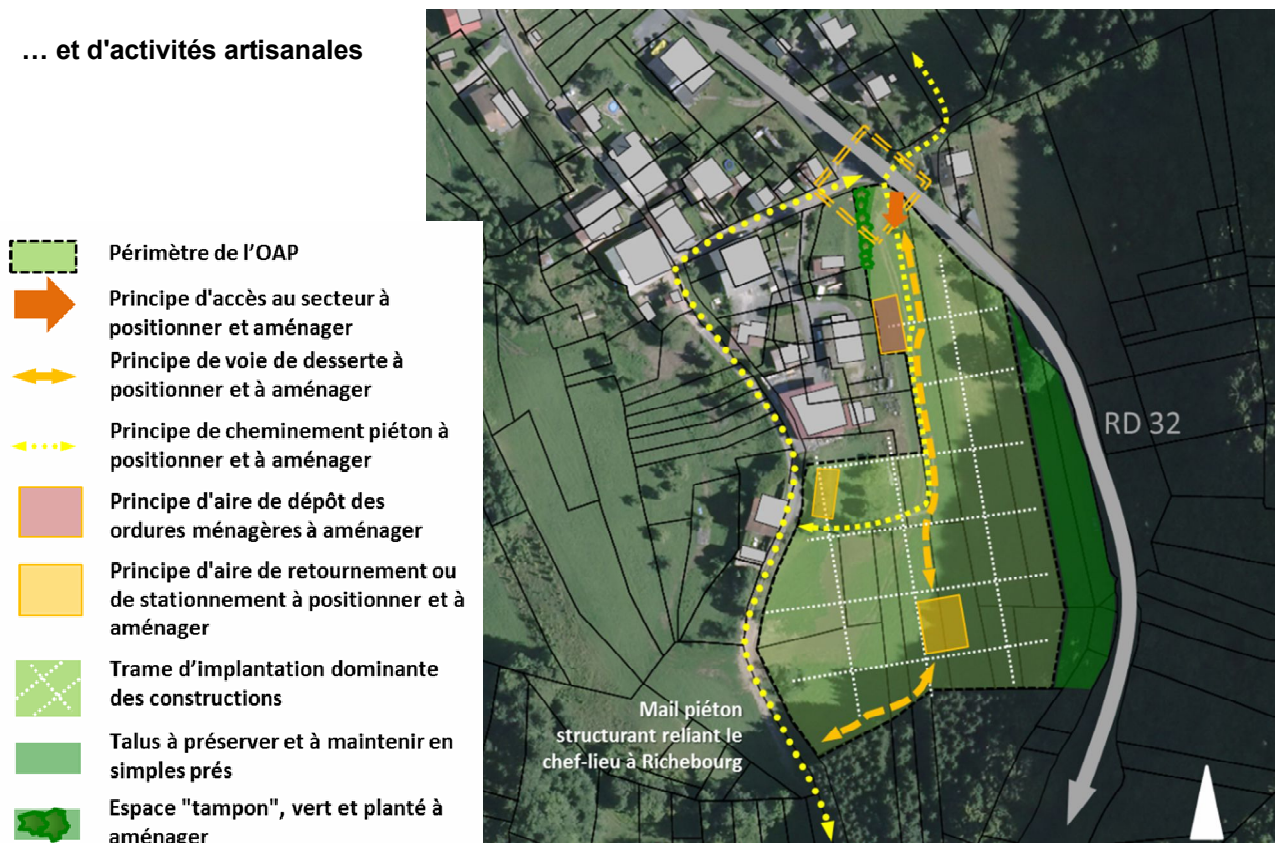 … et d'activités artisanales
Périmètre de l'OAP
Principe d'accès au secteur à
positionner et aménager
Principe de voie de desserte à
positionner et à aménager
Principe de cheminement piéton à
positionner et à aménager
Principe d'aire de dépôt des
ordures ménagères à aménager
Principe d'aire de retournement ou
de stationnement à positionner et à
aménager
Trame d'implantation dominante
des constructions
Talus à préserver et à maintenir en
simples prés
Espace "tampon", vert et planté à
aménager
RD 32
Mail piéton
structurant reliant le
chef-lieu à Richebourg